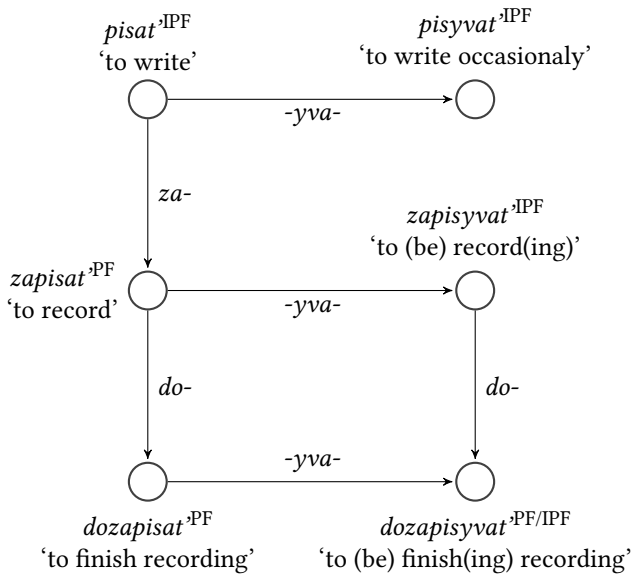 pisat’IPF
‘to write’
pisyvat’IPF
‘to write occasionaly’
-yva-
za-
zapisyvat’IPF
‘to (be) record(ing)’
zapisat’PF
‘to record’
-yva-
do-
do-
-yva-
dozapisat’PF
‘to finish recording’
dozapisyvat’PF/IPF
‘to (be) finish(ing) recording’